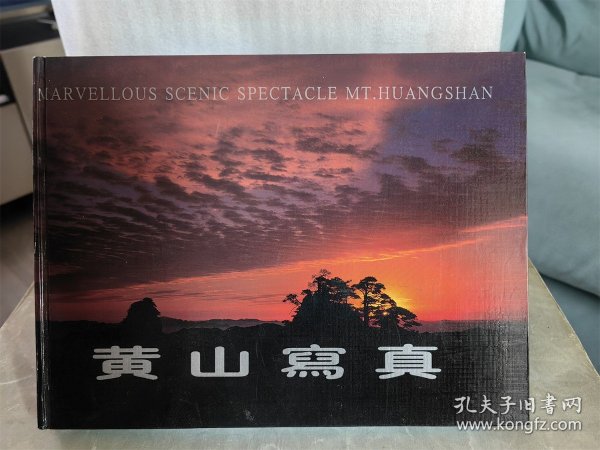 MARVELLOUS SCENIC SPECTACLE MT.HUANGSHAN
黄山寫真
孔夫子旧书网
www.kongfz.com